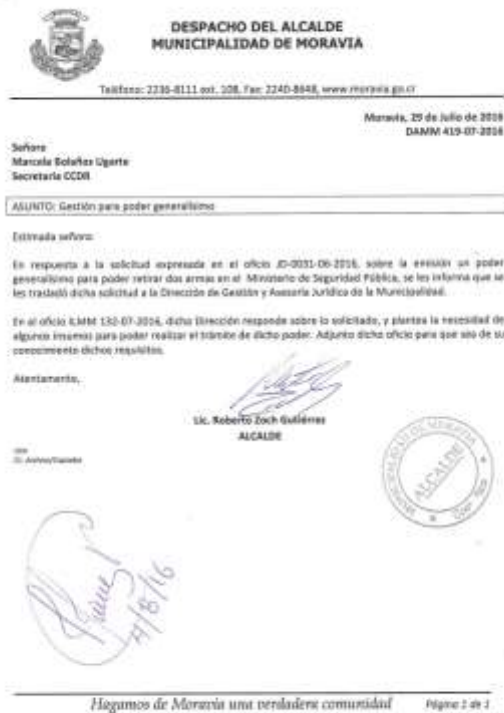 DESPACHO DEL ALCALDE
MUNICIPALIDAD DE MORAVIA
Teléfono: 2236-8111 ext. 108, Fax: 2240-8648, www.moravia.go.cr
Moravia, 29 de Julio de 2016
DAMM 419-07-2016
Señora
Marcela Bolaños Ugarte
Secretaria CCDR
ASUNTO: Gestión para poder generalísimo
Estimada señora:
En respuesta a la solicitud expresada en el oficio JD-0031-06-2016, sobre la emisión un poder
generalísimo para poder retirar dos armas en el Ministerio de Seguridad Pública, se les informa que se
les trasladó dicha solicitud a la Dirección de Gestión y Asesoría Jurídica de la Municipalidad.
En el oficio ILMM 132-07-2016, dicha Dirección responde sobre lo solicitado, y plantea la necesidad de
algunos insumos para poder realizar el trámite de dicho poder. Adjunto dicho oficio para que sea de su
conocimiento dichos requisitos.
Atentamente,
Lic. Roberto Zoch Gutiérrez
ALCALDE
Cc. Archivo/Expediente
MUNICIPALIDAD DE MORAVIA
ALCALDE
Hagamos de Moravia una verdadera comunidad
Página 1 de 1